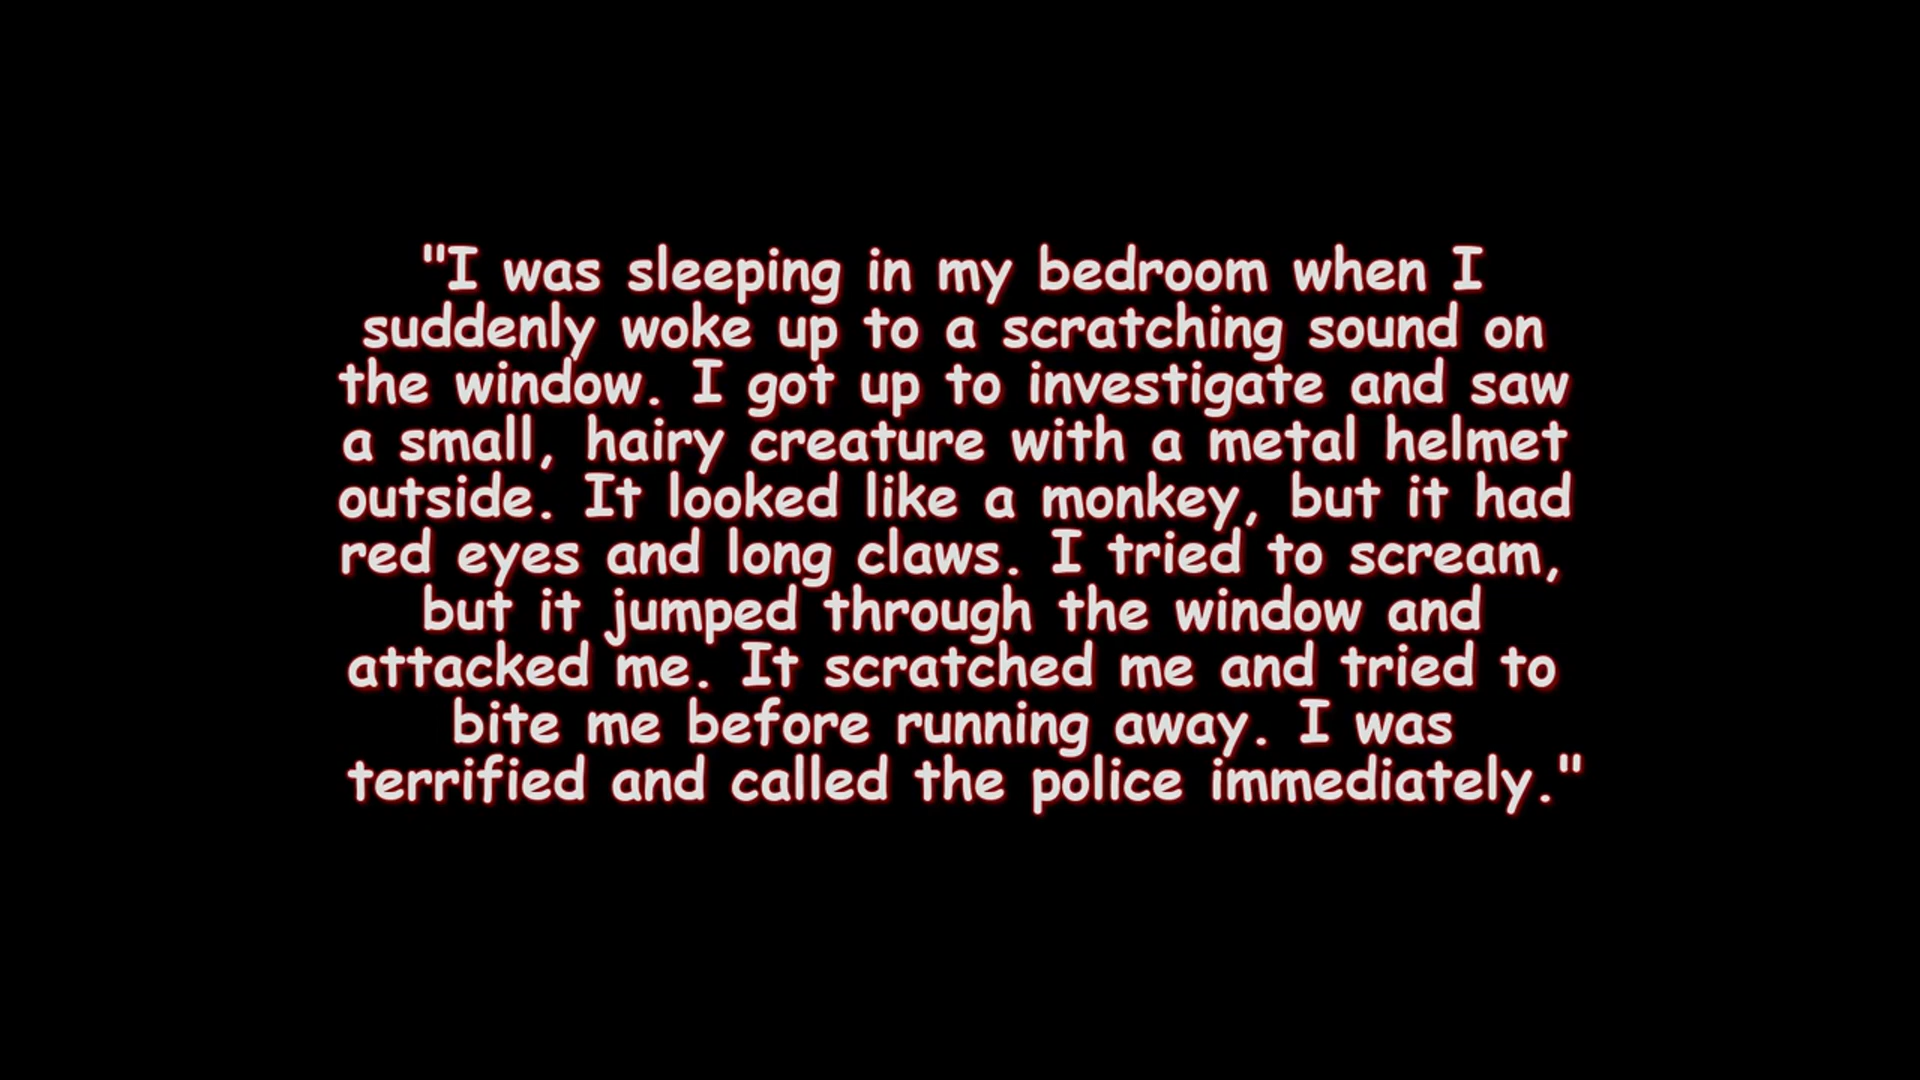 "I was sleeping in my bedroom when I
suddenly woke up to a scratching sound on
the window. I got up to investigate and saw
a small, hairy creature with a metal helmet
outside. It looked like a monkey, but it had
red eyes and long claws. I tried to scream,
but it jumped through the window and
attacked me. It scratched me and tried to
bite me before running away. I was
terrified and called the police immediately."